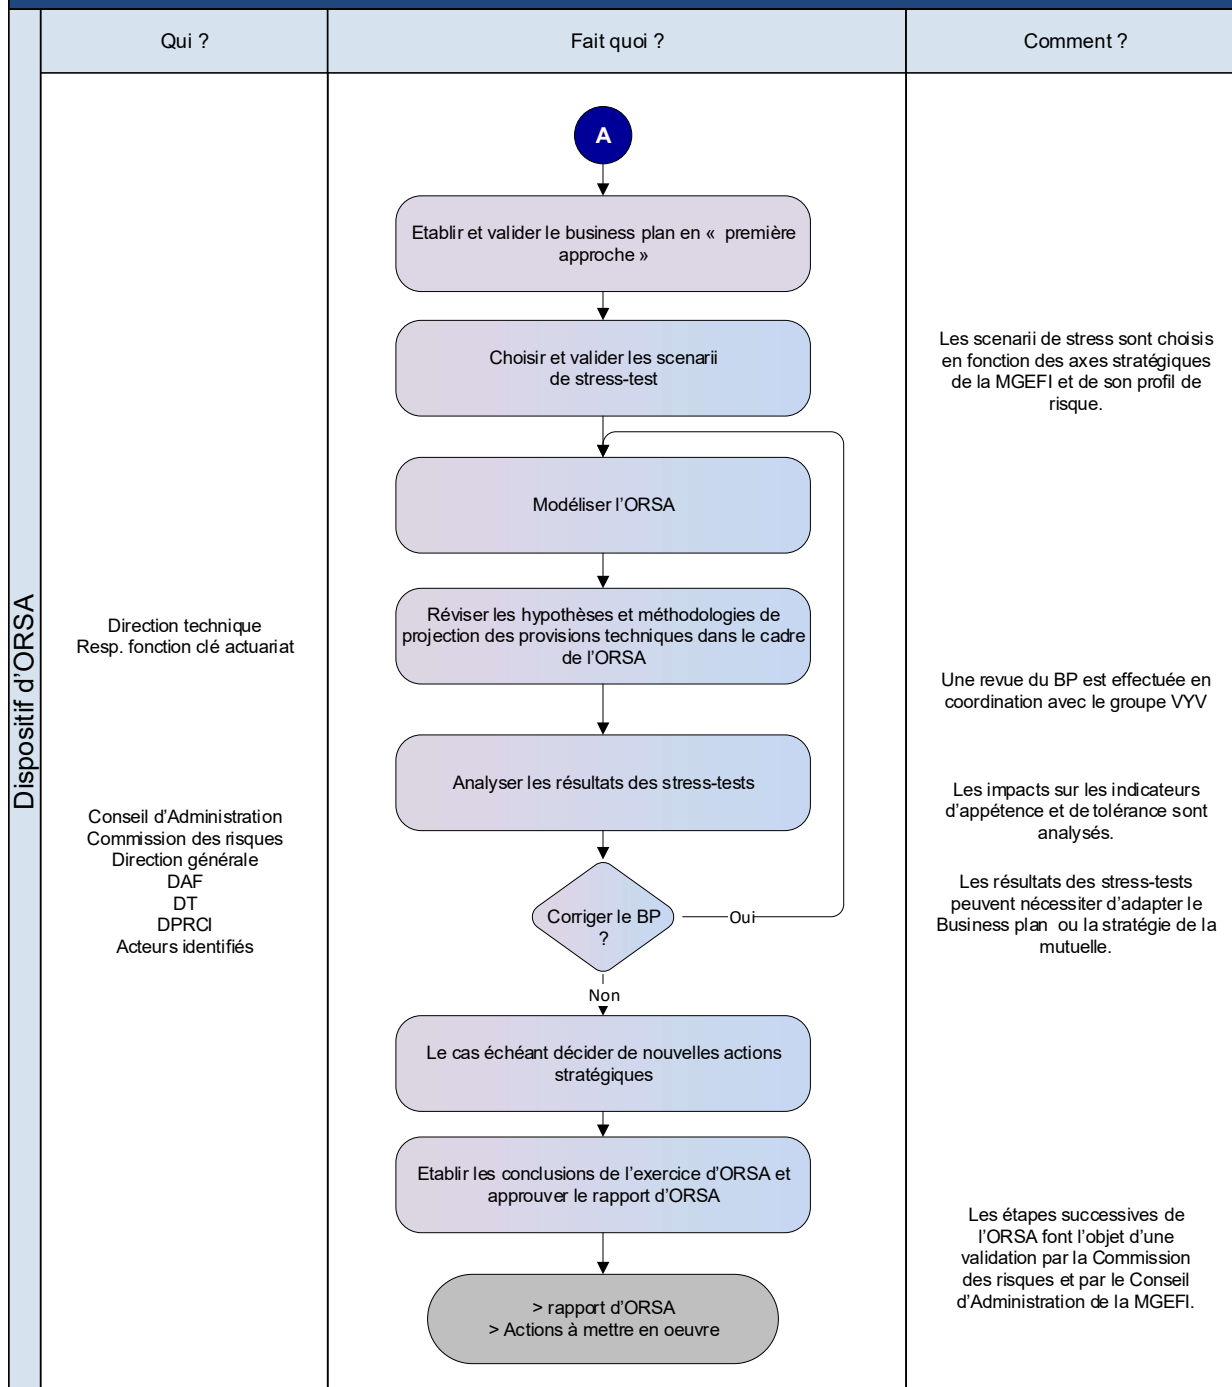 Qui ?
Fait quoi ?
Comment ?
Dispositif d’ORSA
A
Etablir et valider le business plan en « première
approche »
Choisir et valider les scenarii
de stress-test
Les scenarii de stress sont choisis
en fonction des axes stratégiques
de la MGEFI et de son profil de
risque.
Modéliser l’ORSA
Direction technique
Resp. fonction clé actuariat
Réviser les hypothèses et méthodologies de
projection des provisions techniques dans le cadre
de l’ORSA
Une revue du BP est effectuée en
coordination avec le groupe VYV
Analyser les résultats des stress-tests
Les impacts sur les indicateurs
d’appétence et de tolérance sont
analysés.
Conseil d’Administration
Commission des risques
Direction générale
DAF
DT
DPRCI
Acteurs identifiés
Corriger le BP
?
Oui
Non
Les résultats des stress-tests
peuvent nécessiter d’adapter le
Business plan ou la stratégie de la
mutuelle.
Le cas échéant décider de nouvelles actions
stratégiques
Etablir les conclusions de l’exercice d’ORSA et
approuver le rapport d’ORSA
Les étapes successives de
l’ORSA font l’objet d’une
validation par la Commission
des risques et par le Conseil
d’Administration de la MGEFI.
> rapport d’ORSA
> Actions à mettre en oeuvre